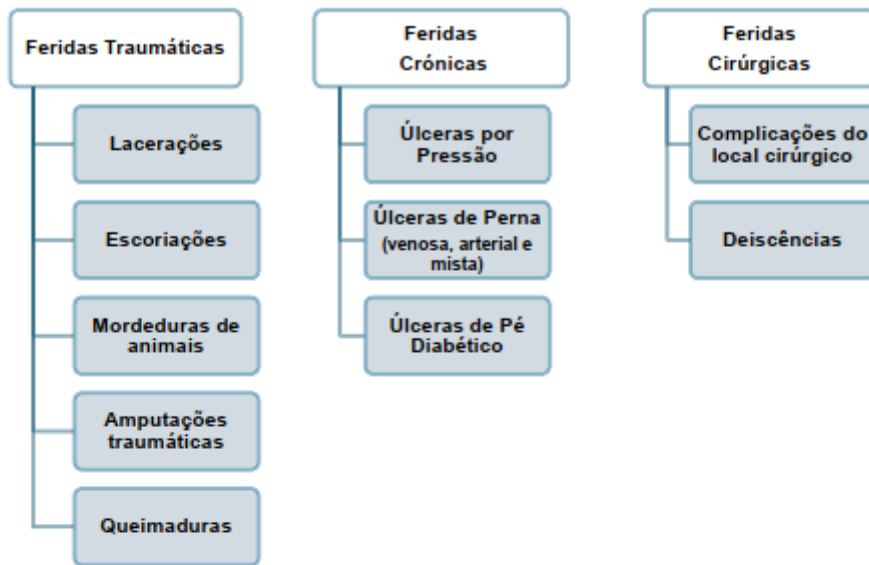 Feridas Traumáticas
Lacerações
Escoriações
Mordeduras de
animais
Amputações
traumáticas
Queimaduras
Feridas
Crónicas
Úlceras por
Pressão
Úlceras de Perna
(venosa, arterial e
mista)
Úlceras de Pé
Diabético
Feridas
Cirúrgicas
Complicações do
local cirúrgico
Deiscências